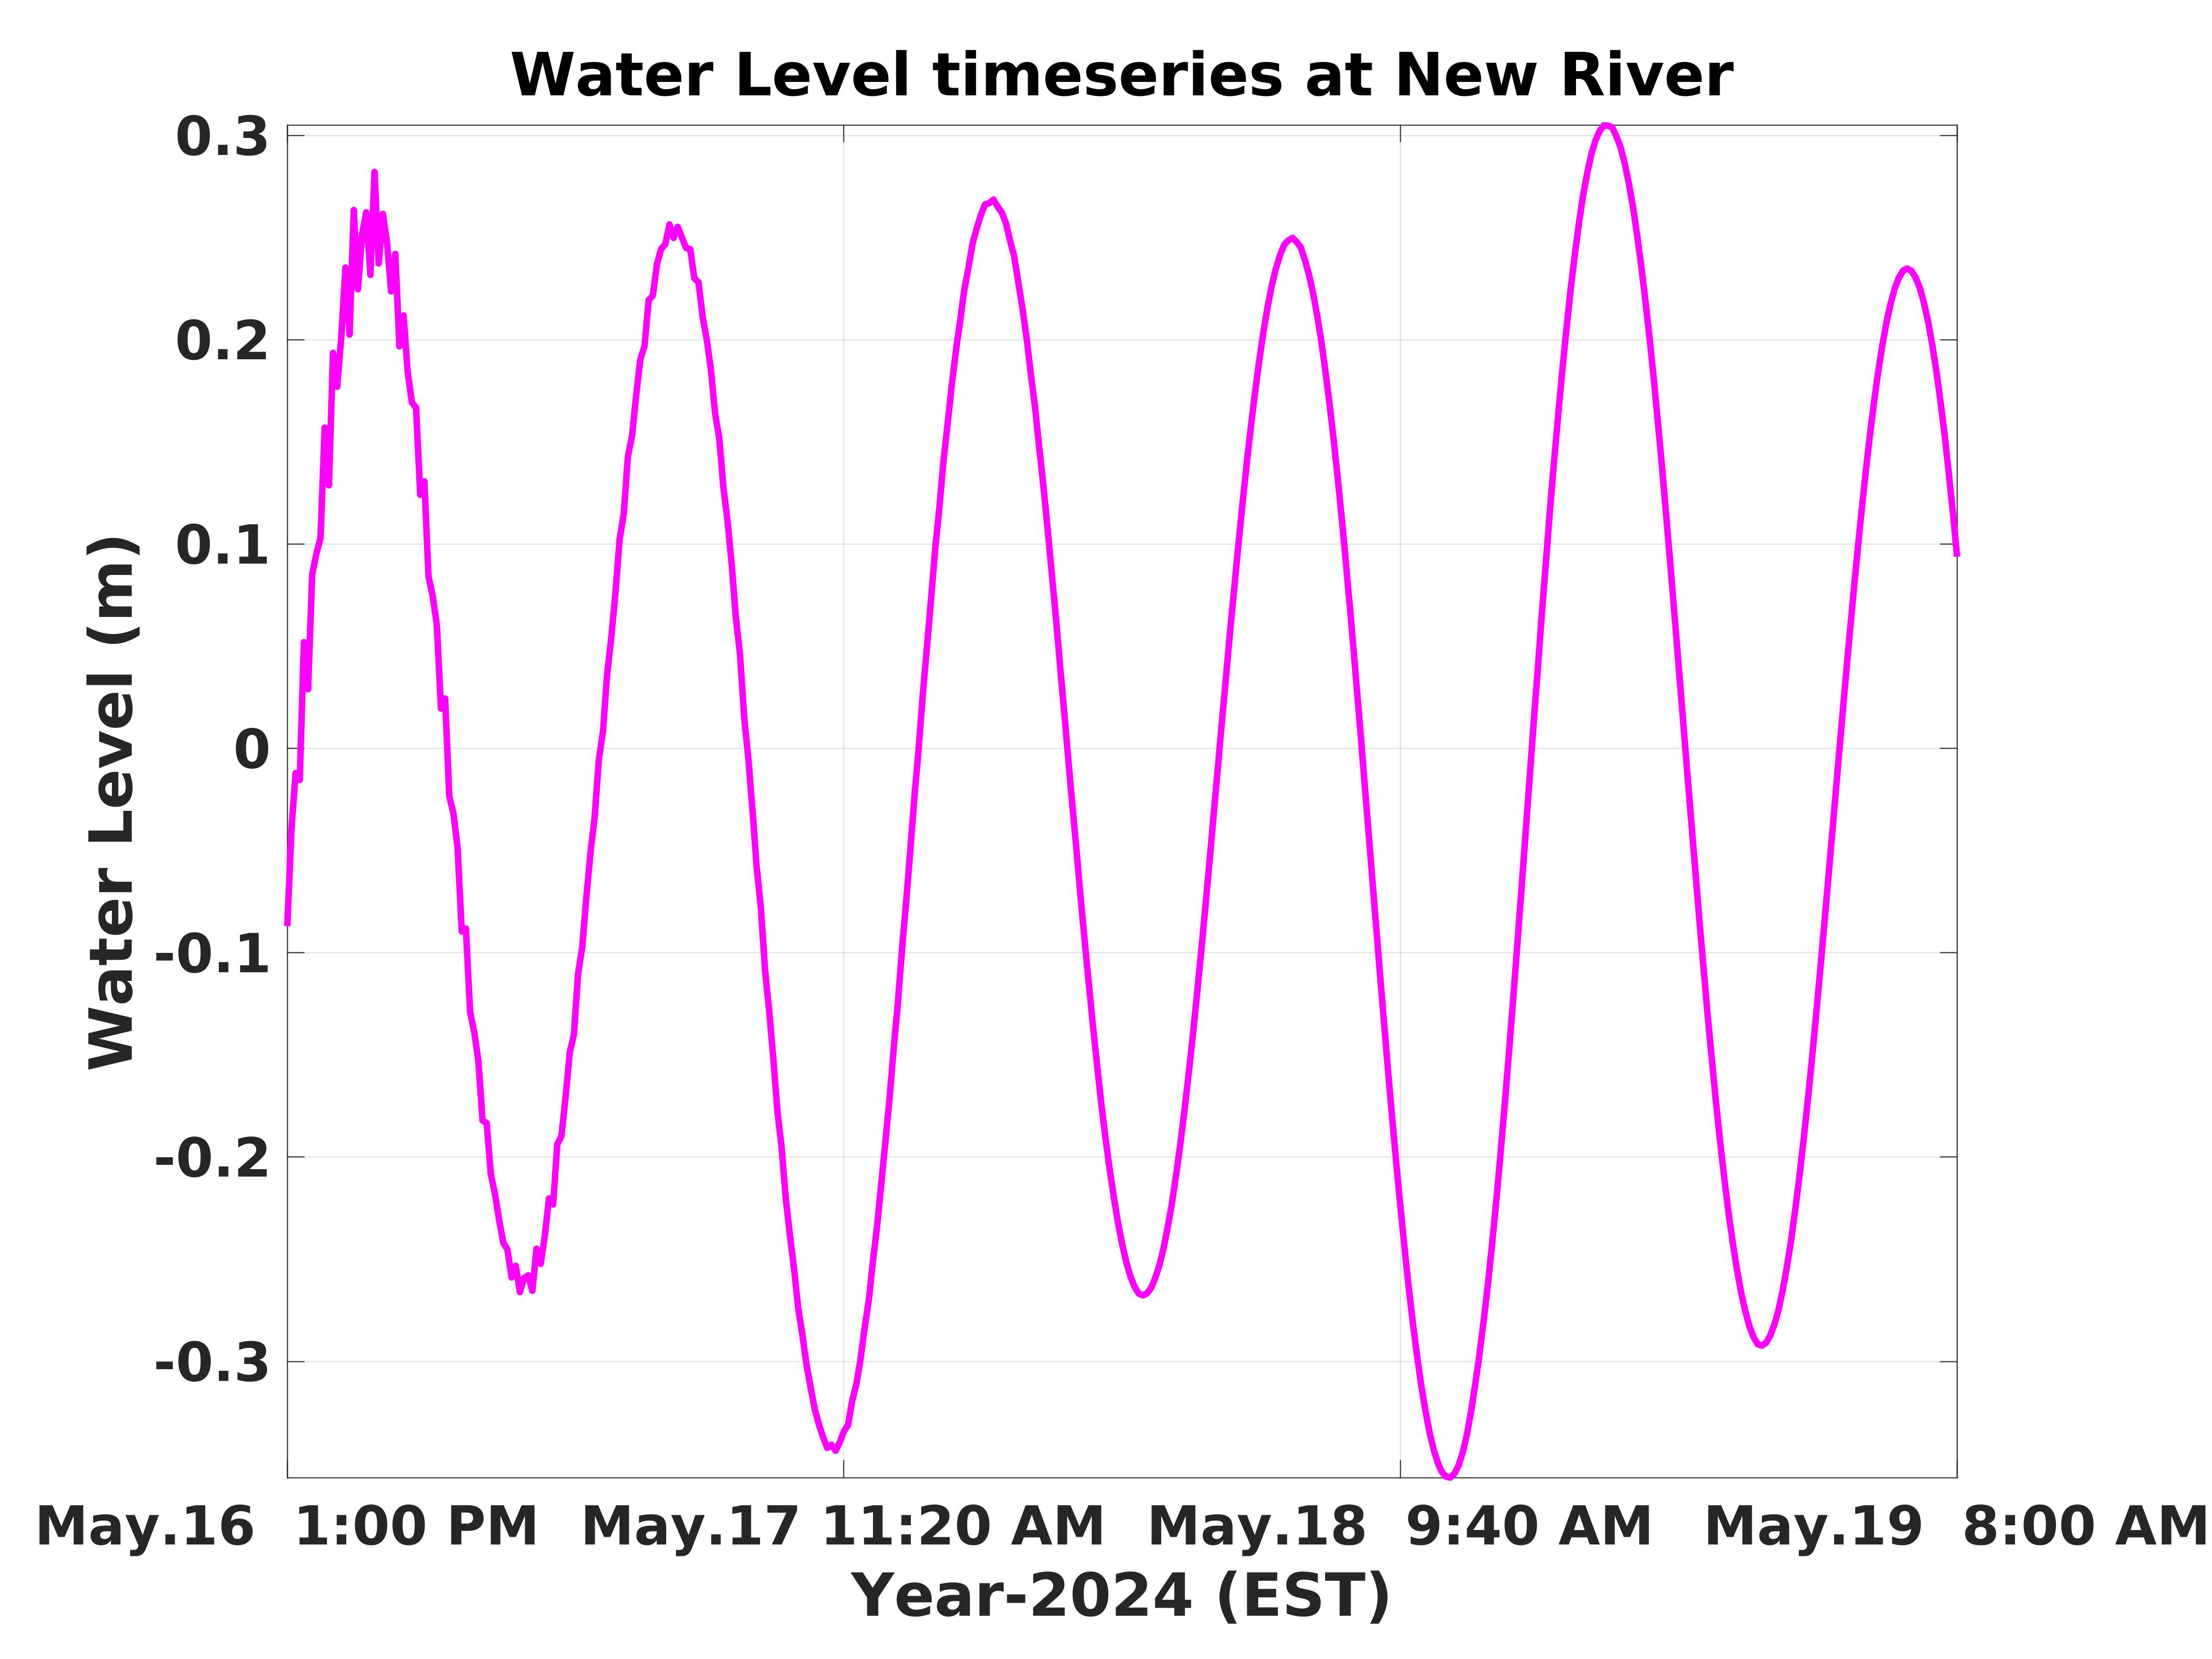 Water Level timeseries at New River
0.3
0.2
0.1
0
-0.1
-0.2
-0.3
Water Level (m)
May.16 1:00 PM May.17 11:20 AM May.18 9:40 AM May.19 8:00 AM
Year-2024 (EST)